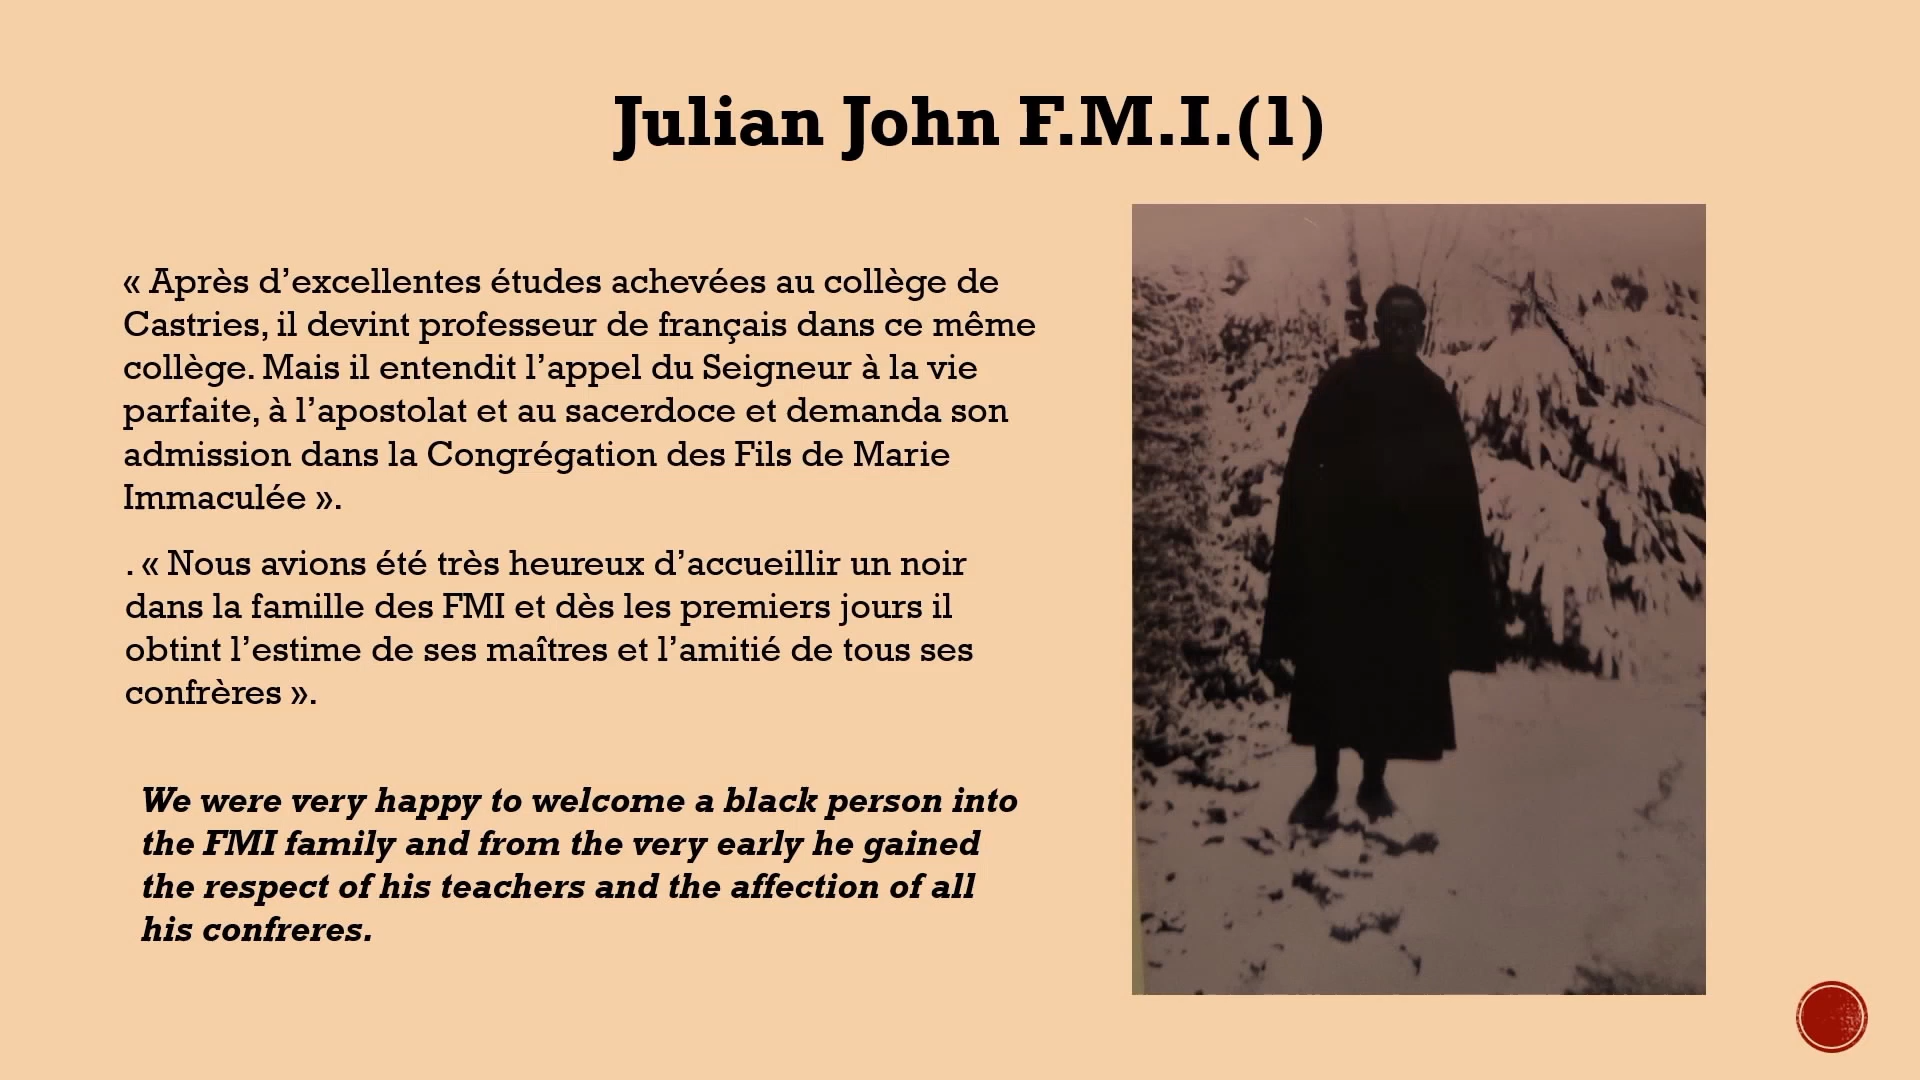 Julian John F.M.I.(1)
« Après d’excellentes études achevées au collège de
Castries, il devint professeur de français dans ce même
collège. Mais il entendit l’appel du Seigneur à la vie
parfaite, à l’apostolat et au sacerdoce et demanda son
admission dans la Congrégation des Fils de Marie
Immaculée ».
. « Nous avions été très heureux d’accueillir un noir
dans la famille des FMI et dès les premiers jours il
obtint l’estime de ses maîtres et l’amitié de tous ses
confrères ».
We were very happy to welcome a black person into
the FMI family and from the very early he gained
the respect of his teachers and the affection of all
his confreres.